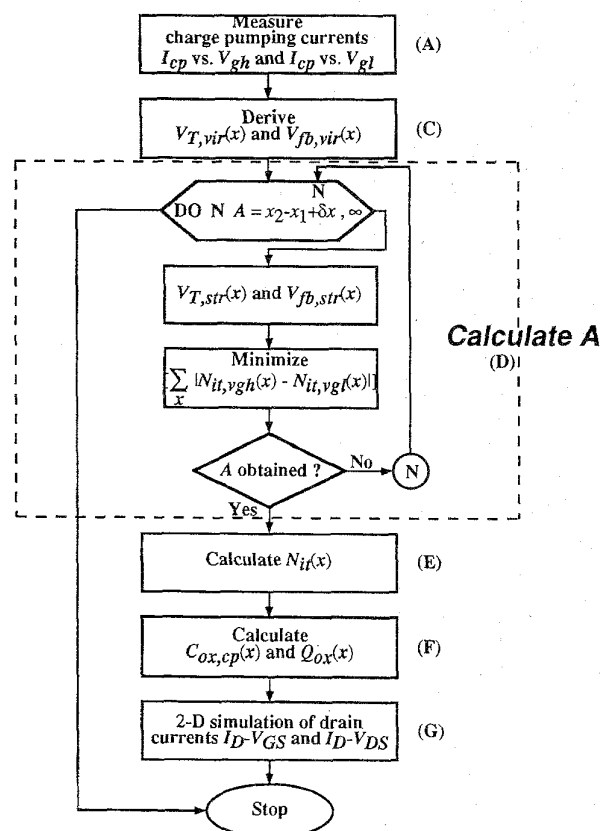 Measure
charge pumping currents
I_cp vs. V_gh and I_cp vs. V_gl
(A)
Derive
V_T,vir(x) and V_fb,vir(x)
(C)
N
DO N A = x_2-x_1+δx , ∞
V_T,str(x) and V_fb,str(x)
Calculate A
(D)
Minimize
[∑_x |N_it,vgh(x) - N_it,vgl(x)|]
A obtained ?
No
N
Yes
Calculate N_it(x)
(E)
Calculate
C_ox,cp(x) and Q_ox(x)
(F)
2-D simulation of drain
currents I_D-V_GS and I_D-V_DS
(G)
Stop